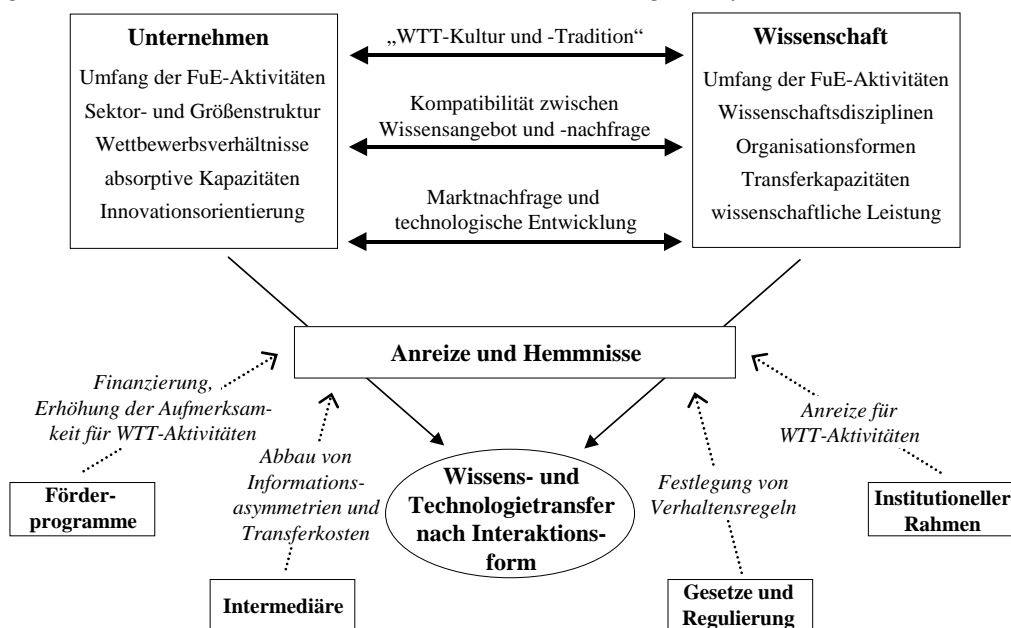 Unternehmen
Umfang der FuE-Aktivitäten
Sektor- und Größenstruktur
Wettbewerbsverhältnisse
absorptive Kapazitäten
Innovationsorientierung
„WTT-Kultur und -Tradition“
Kompatibilität zwischen
Wissensangebot und -nachfrage
Marktnachfrage und
technologische Entwicklung
Wissenschaft
Umfang der FuE-Aktivitäten
Wissenschaftsdisziplinen
Organisationsformen
Transferkapazitäten
wissenschaftliche Leistung
Anreize und Hemmnisse
Finanzierung,
Erhöhung der Aufmerksam-
keit für WTT-Aktivitäten
Abbau von
Informations-
asymmetrien und
Transferkosten
Wissens- und
Technologietransfer
nach Interaktions-
form
Festlegung von
Verhaltensregeln
Anreize für
WTT-Aktivitäten
Förder-
programme
Intermediäre
Gesetze und
Regulierung
Institutioneller
Rahmen